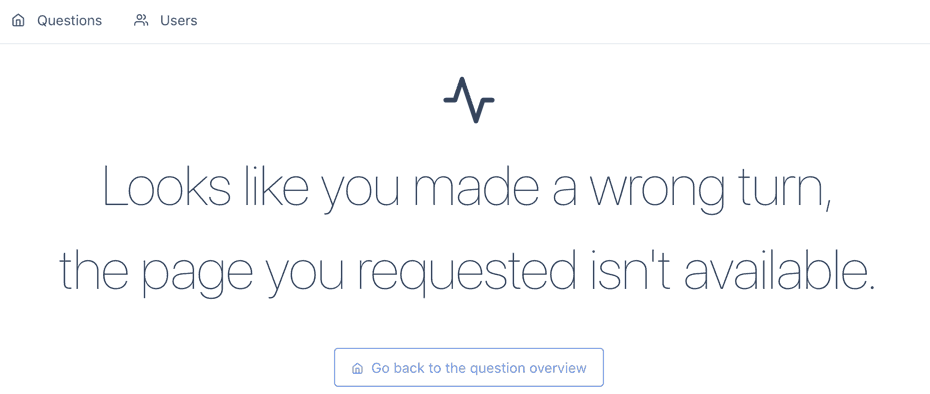 Questions
Users
Looks like you made a wrong turn,
the page you requested isn't available.
Go back to the question overview